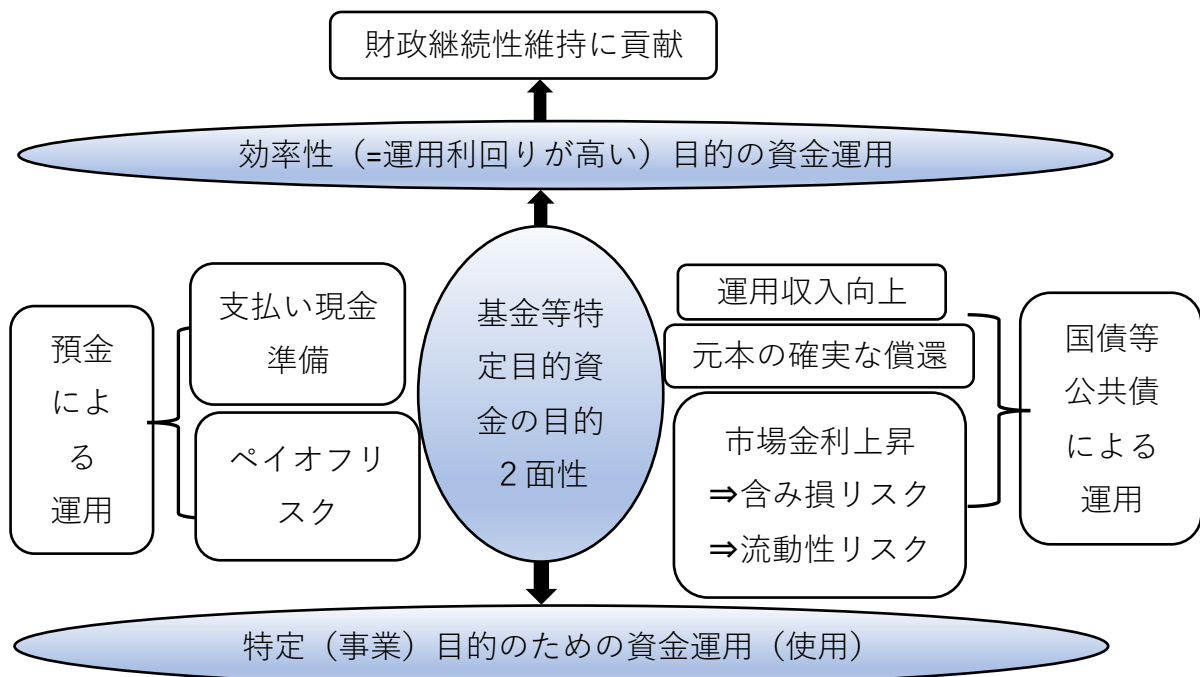 財政継続性維持に貢献
効率性（=運用利回りが高い）目的の資金運用
預金
によ
る
運用
支払い現金
準備
ペイオフリ
スク
基金等特
定目的資
金の目的
２面性
運用収入向上
元本の確実な償還
市場金利上昇
⇒含み損リスク
⇒流動性リスク
国債等
公共債
による
運用
特定（事業）目的のための資金運用（使用）